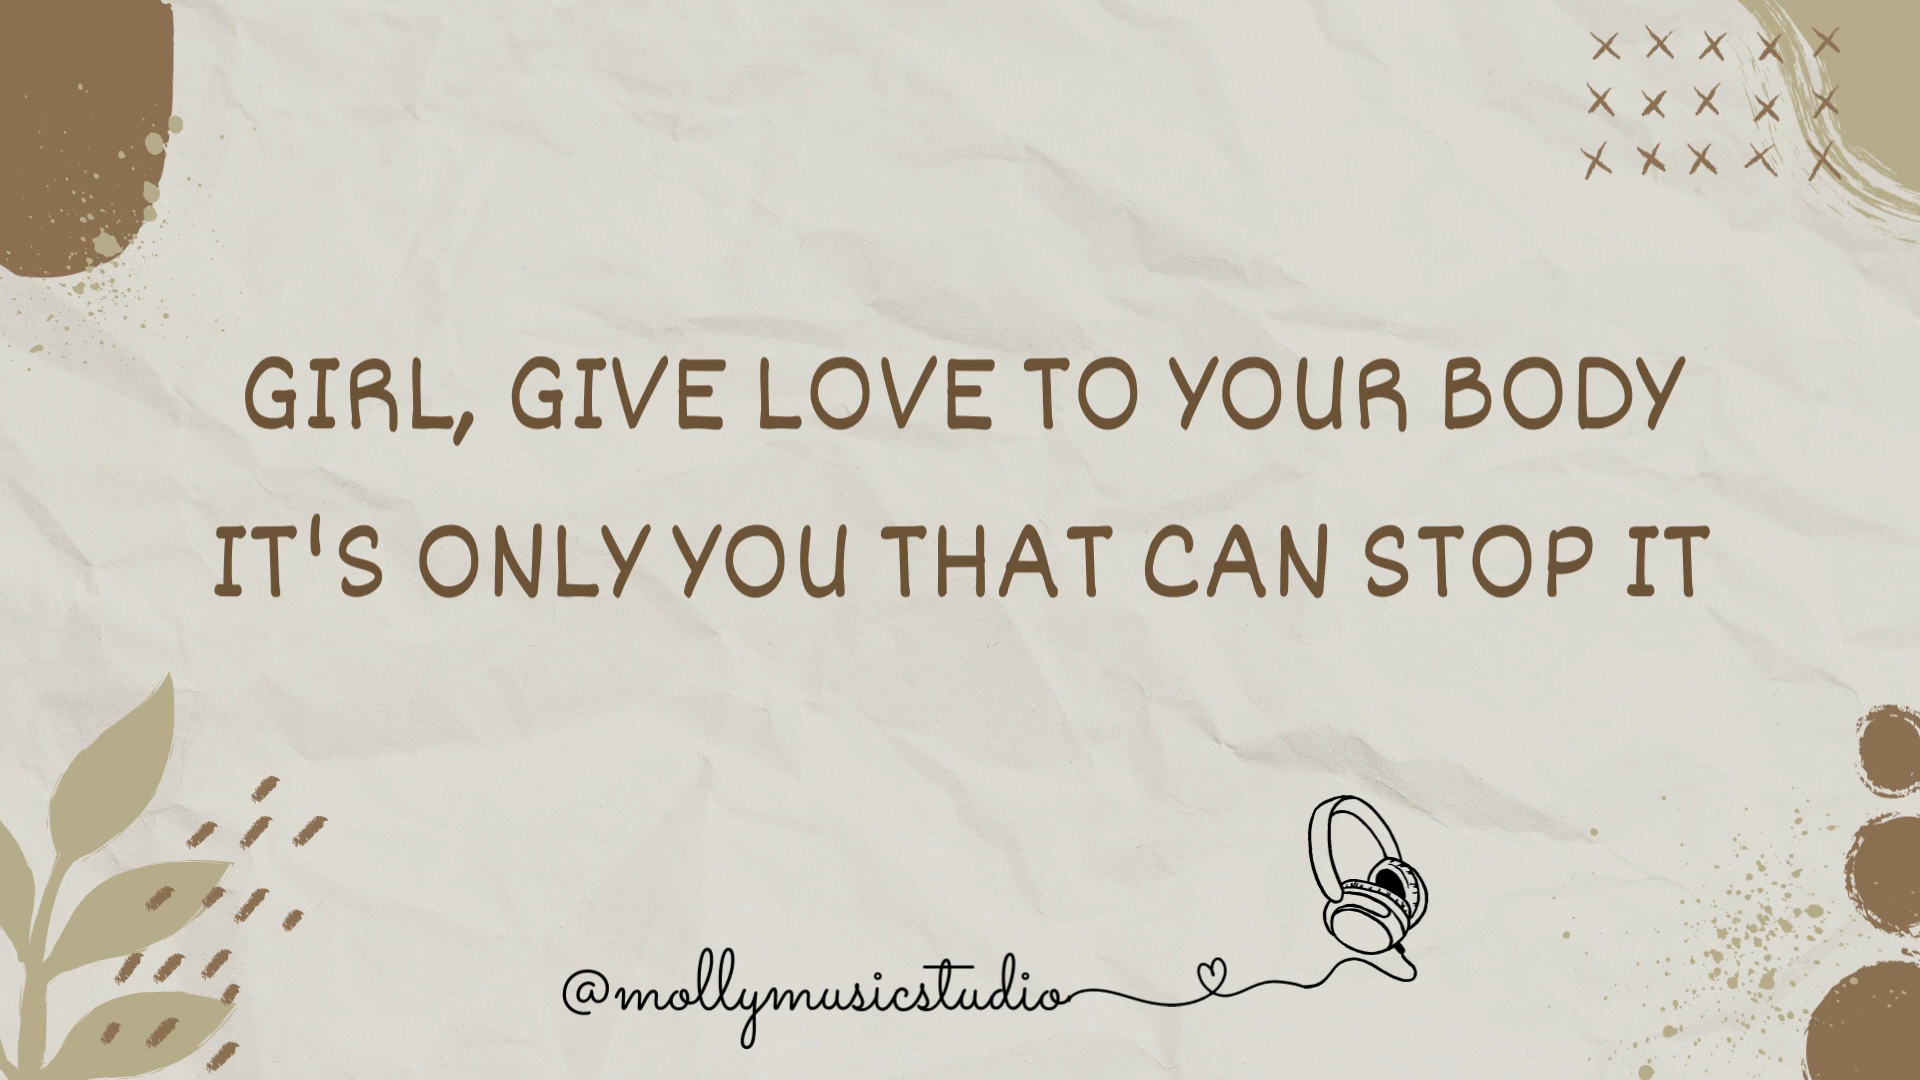 GIRL, GIVE LOVE TO YOUR BODY
IT'S ONLY YOU THAT CAN STOP IT
@mollymusicstudio